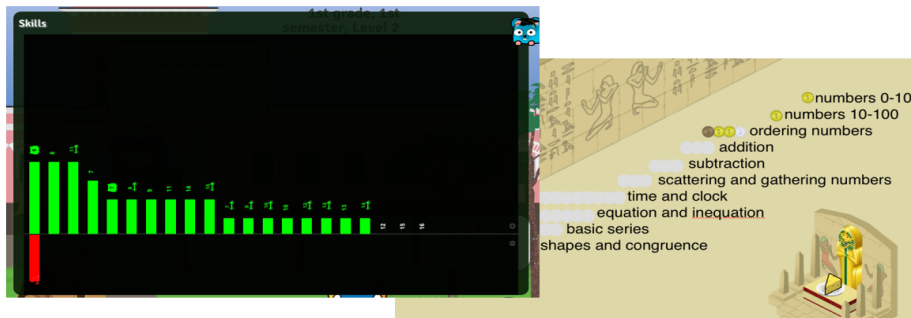 Skills
1st grade, 1st
semester, Level 2
numbers 0-10
numbers 10-100
ordering numbers
addition
subtraction
scattering and gathering numbers
time and clock
equation and inequation
basic series
shapes and congruence